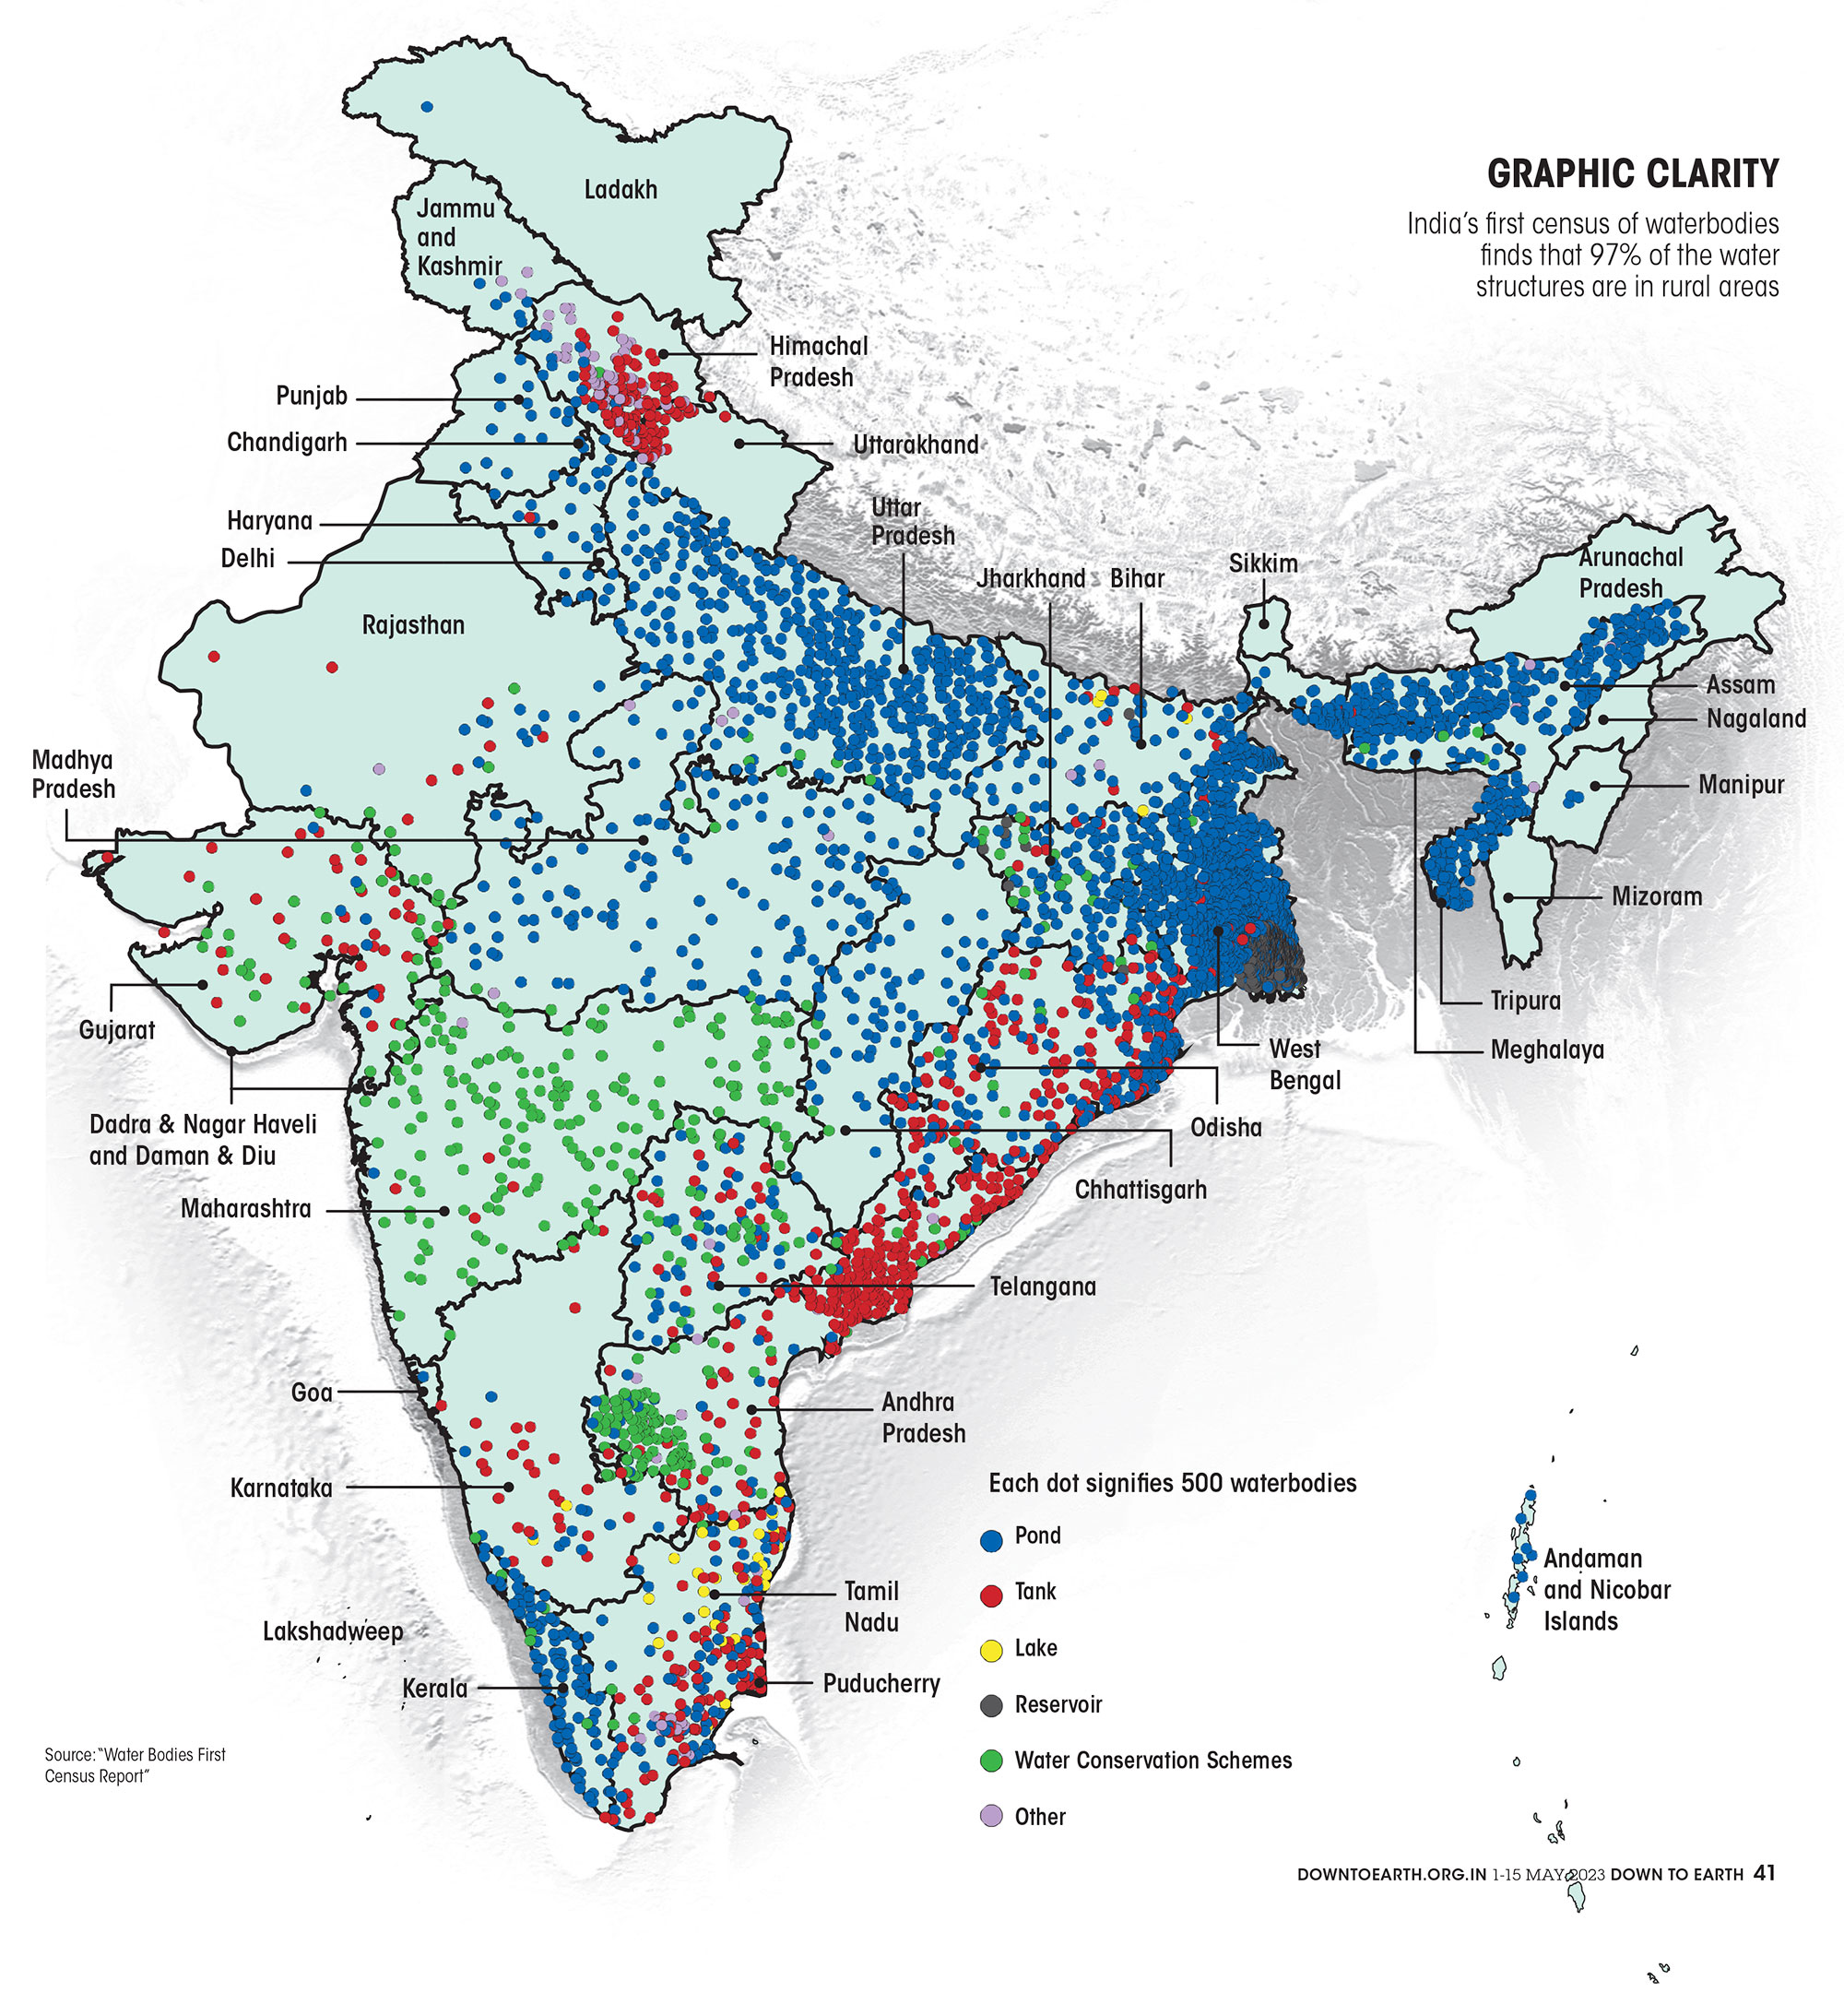 GRAPHIC CLARITY
India's first census of waterbodies
finds that 97% of the water
structures are in rural areas
Ladakh
Jammu
and
Kashmir
Himachal
Pradesh
Punjab
Chandigarh
Uttarakhand
Haryana
Delhi
Uttar
Pradesh
Jharkhand
Bihar
Sikkim
Arunachal
Pradesh
Rajasthan
Assam
Nagaland
Madhya
Pradesh
Manipur
Mizoram
Gujarat
Tripura
West
Bengal
Meghalaya
Dadra & Nagar Haveli
and Daman & Diu
Odisha
Maharashtra
Chhattisgarh
Telangana
Goa
Andhra
Pradesh
Karnataka
Each dot signifies 500 waterbodies
Pond
Tank
Lake
Reservoir
Water Conservation Schemes
Other
Andaman
and Nicobar
Islands
Tamil
Nadu
Lakshadweep
Kerala
Puducherry
Source: "Water Bodies First
Census Report"
DOWNTOEARTH.ORG.IN 1-15 MAY 2023 DOWN TO EARTH 41